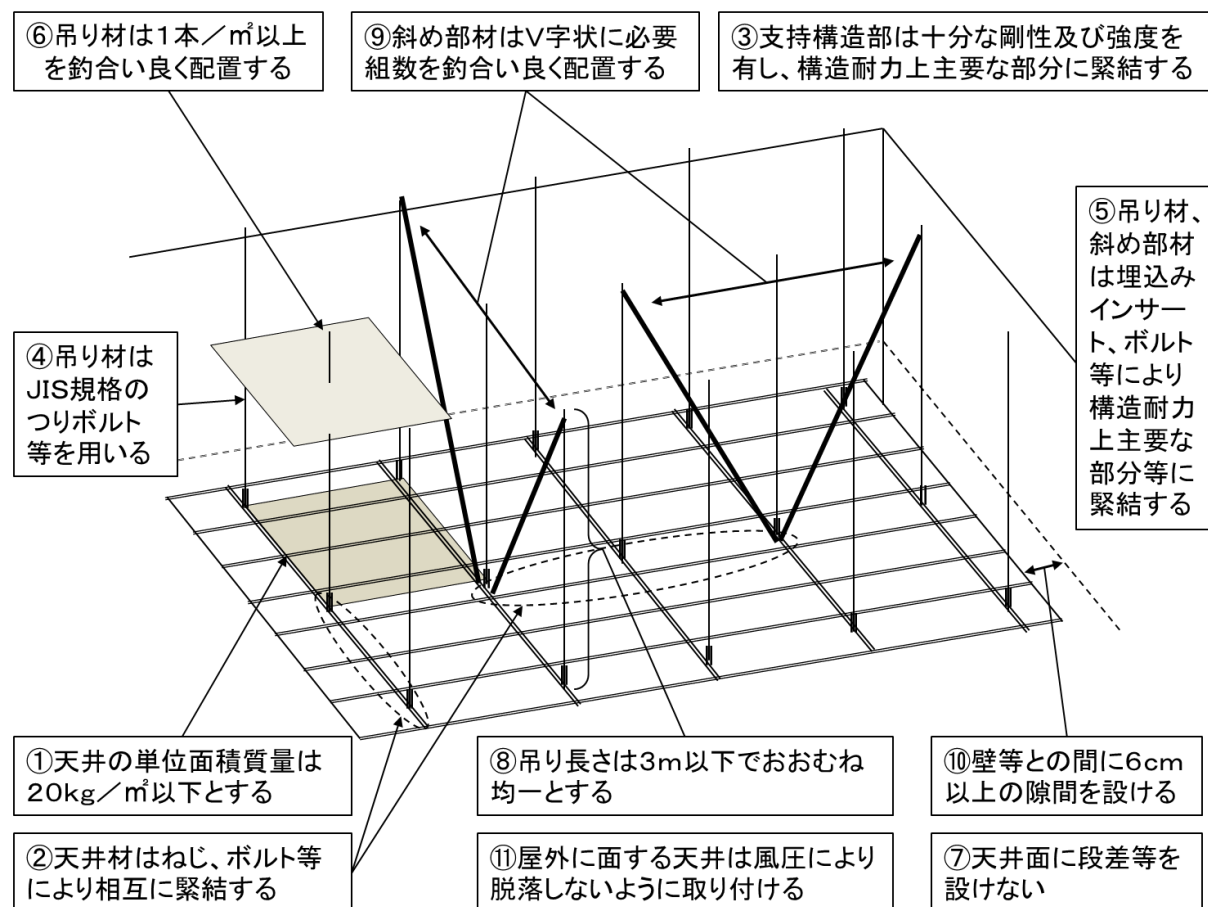 ⑥吊り材は1本／㎡以上
を釣合い良く配置する
⑨斜め部材はV字状に必要
組数を釣合い良く配置する
③支持構造部は十分な剛性及び強度を
有し、構造耐力上主要な部分に緊結する
⑤吊り材、
斜め部材
は埋込み
インサー
ト、ボルト
等により
構造耐力
上主要な
部分等に
緊結する
④吊り材は
JIS規格の
つりボルト
等を用いる
①天井の単位面積質量は
20kg／㎡以下とする
⑧吊り長さは3m以下でおおむね
均一とする
⑩壁等との間に6cm
以上の隙間を設ける
②天井材はねじ、ボルト等
により相互に緊結する
⑪屋外に面する天井は風圧により
脱落しないように取り付ける
⑦天井面に段差等を
設けない